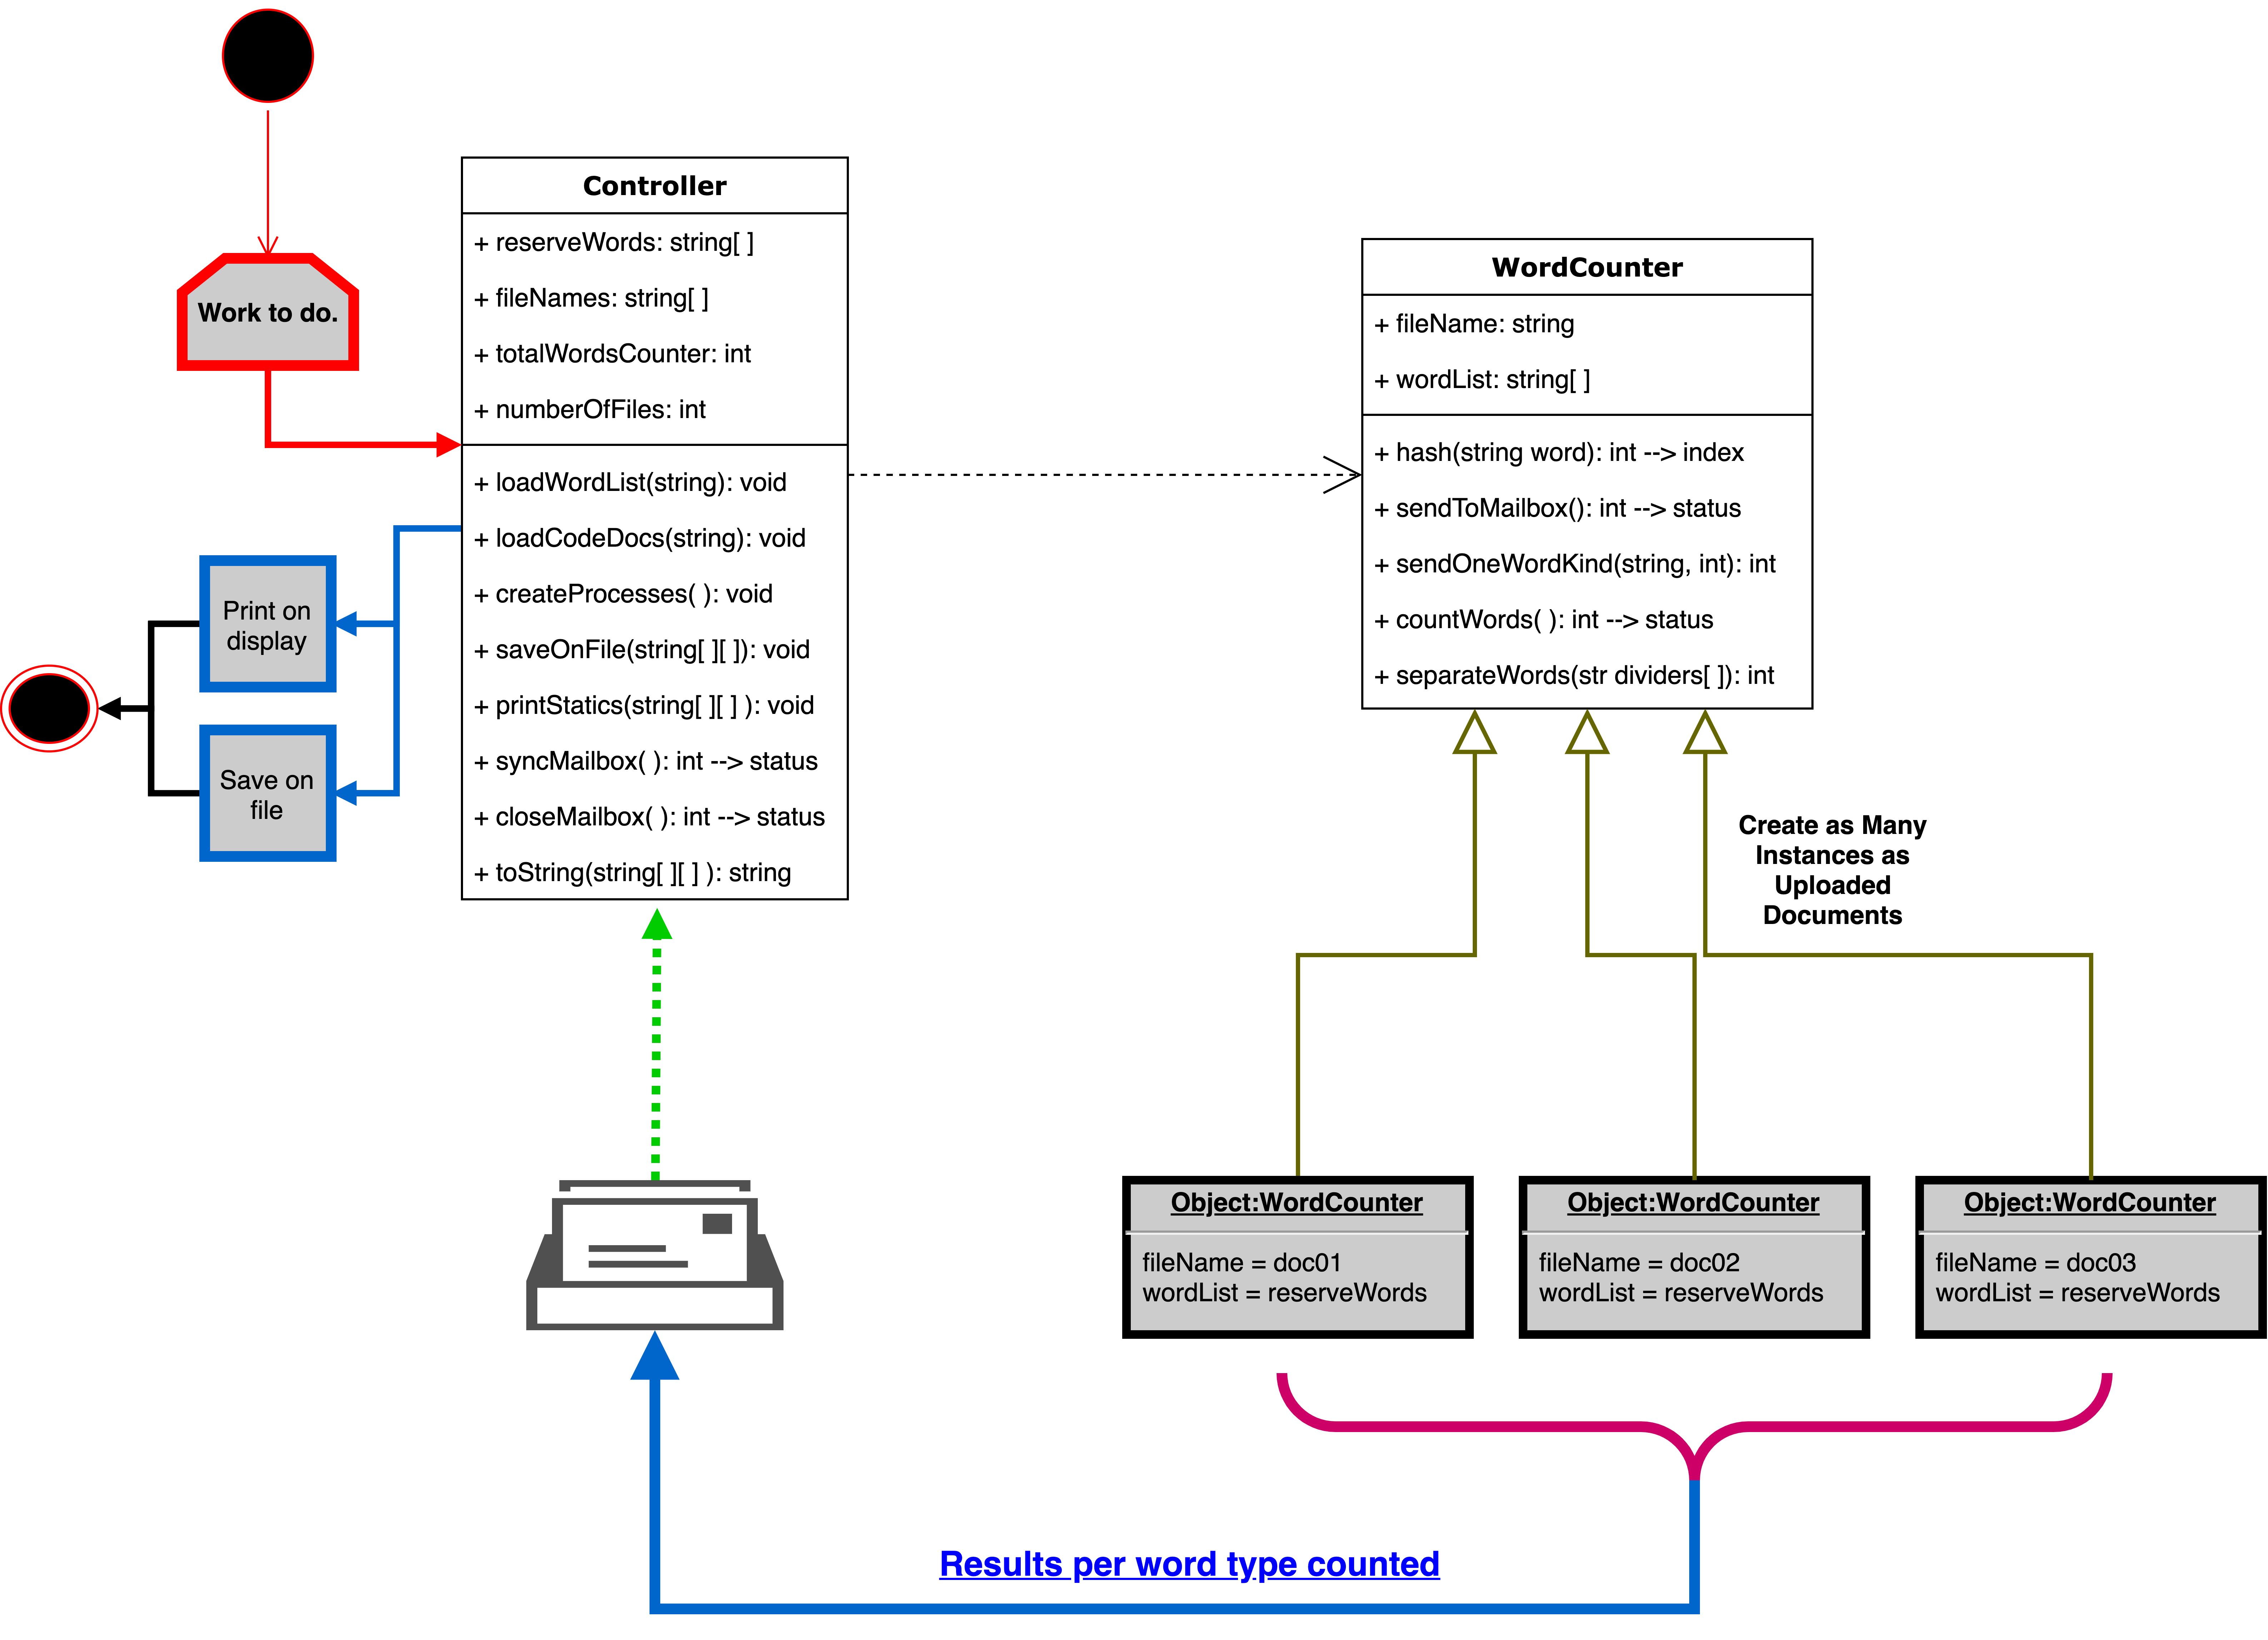 Work to do.
Controller
+ reserveWords: string[ ]
+ fileNames: string[ ]
+ totalWordsCounter: int
+ numberOfFiles: int
+ loadWordList(string): void
+ loadCodeDocs(string): void
+ createProcesses( ): void
+ saveOnFile(string[ ][ ]): void
+ printStatics(string[ ][ ] ): void
+ syncMailbox( ): int --> status
+ closeMailbox( ): int --> status
+ toString(string[ ][ ] ): string
Print on
display
Save on
file
WordCounter
+ fileName: string
+ wordList: string[ ]
+ hash(string word): int --> index
+ sendToMailbox(): int --> status
+ sendOneWordKind(string, int): int
+ countWords( ): int --> status
+ separateWords(str dividers[ ]): int
Create as Many
Instances as
Uploaded
Documents
Object:WordCounter
fileName = doc01
wordList = reserveWords
Object:WordCounter
fileName = doc02
wordList = reserveWords
Object:WordCounter
fileName = doc03
wordList = reserveWords
Results per word type counted